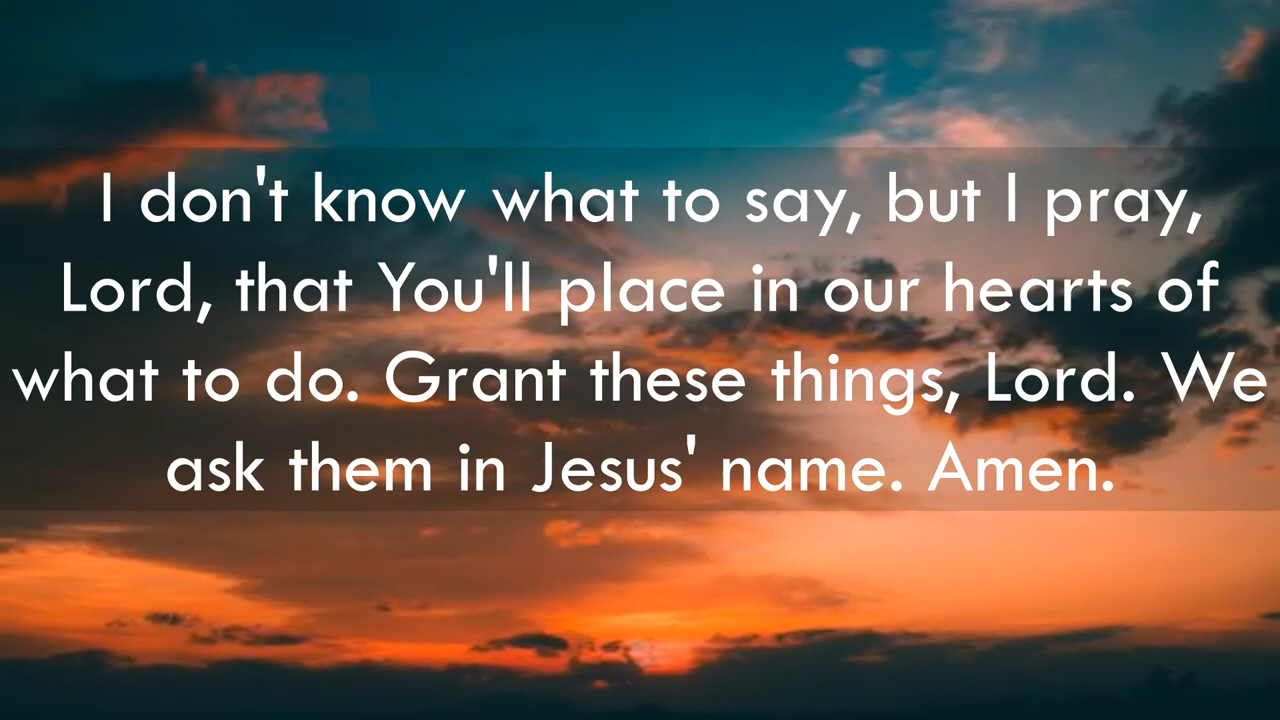 I don't know what to say, but I pray,
Lord, that You'll place in our hearts of
what to do. Grant these things, Lord. We
ask them in Jesus' name. Amen.